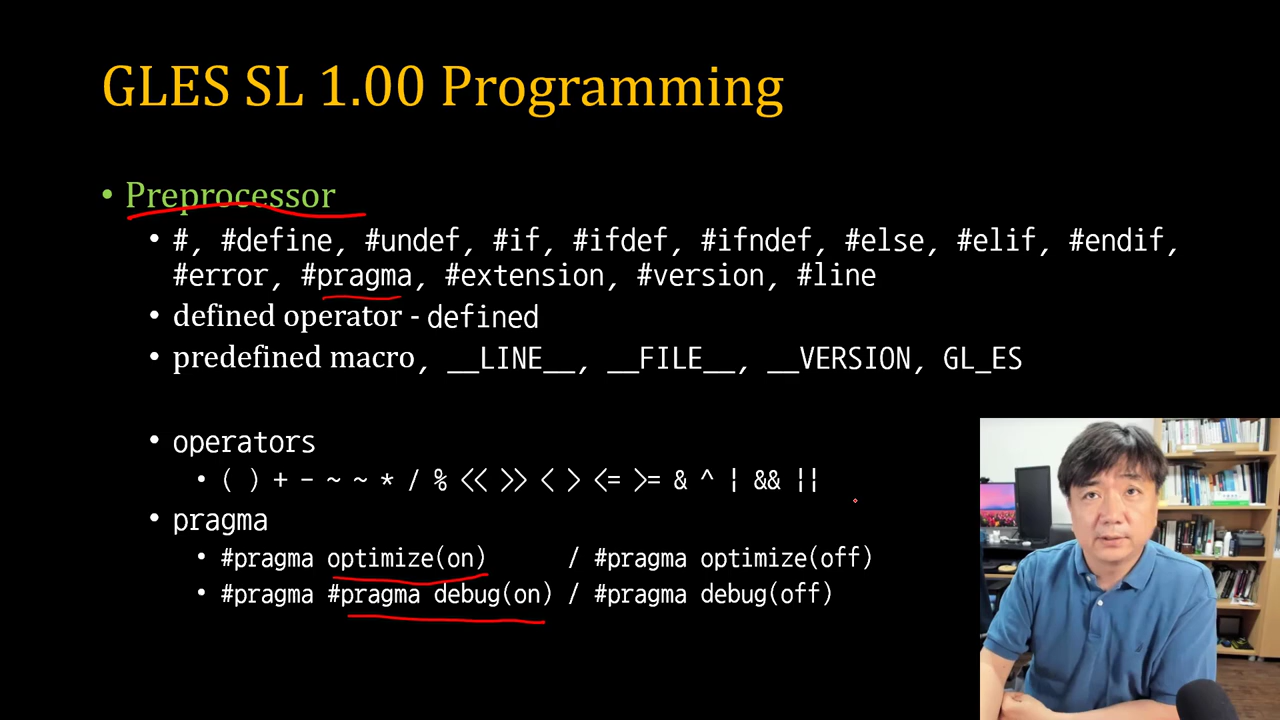 GLES SL 1.00 Programming
• Preprocessor
• #, #define, #undef, #if, #ifdef, #ifndef, #else, #elif, #endif,
#error, #pragma, #extension, #version, #line
• defined operator - defined
• predefined macro, __LINE__, __FILE__, __VERSION, GL_ES
• operators
• ( ) + - ~ ~ * / % << >> < > <= >= & ^ | && ||
• pragma
• #pragma optimize(on) / #pragma optimize(off)
• #pragma #pragma debug(on) / #pragma debug(off)